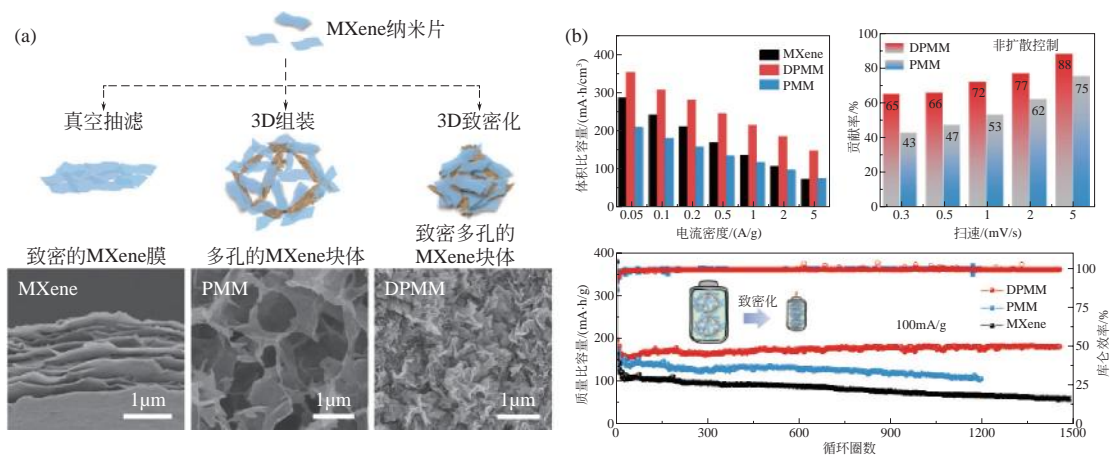 (a)
MXene纳米片
真空抽滤
3D组装
3D致密化
致密的MXene膜
多孔的MXene块体
致密多孔的
MXene块体
MXene
1μm
PMM
1μm
DPMM
1μm
(b)
体积比容量/(mA·h/cm³)
400
300
200
100
0
MXene
DPMM
PMM
0.05 0.1 0.2 0.5 1 2 5
电流密度/(A/g)
贡献率/%
100
80
60
40
20
0
DPMM
PMM
非扩散控制
65 43
66 47
72 53
77 62
88 75
0.3 0.5 1 2 5
扫速/(mV/s)
质量比容量/(mA·h/g)
400
300
200
100
0
致密化
100mA/g
DPMM
PMM
MXene
100
75
50
25
0
库仑效率/%
0 300 600 900 1200 1500
循环圈数